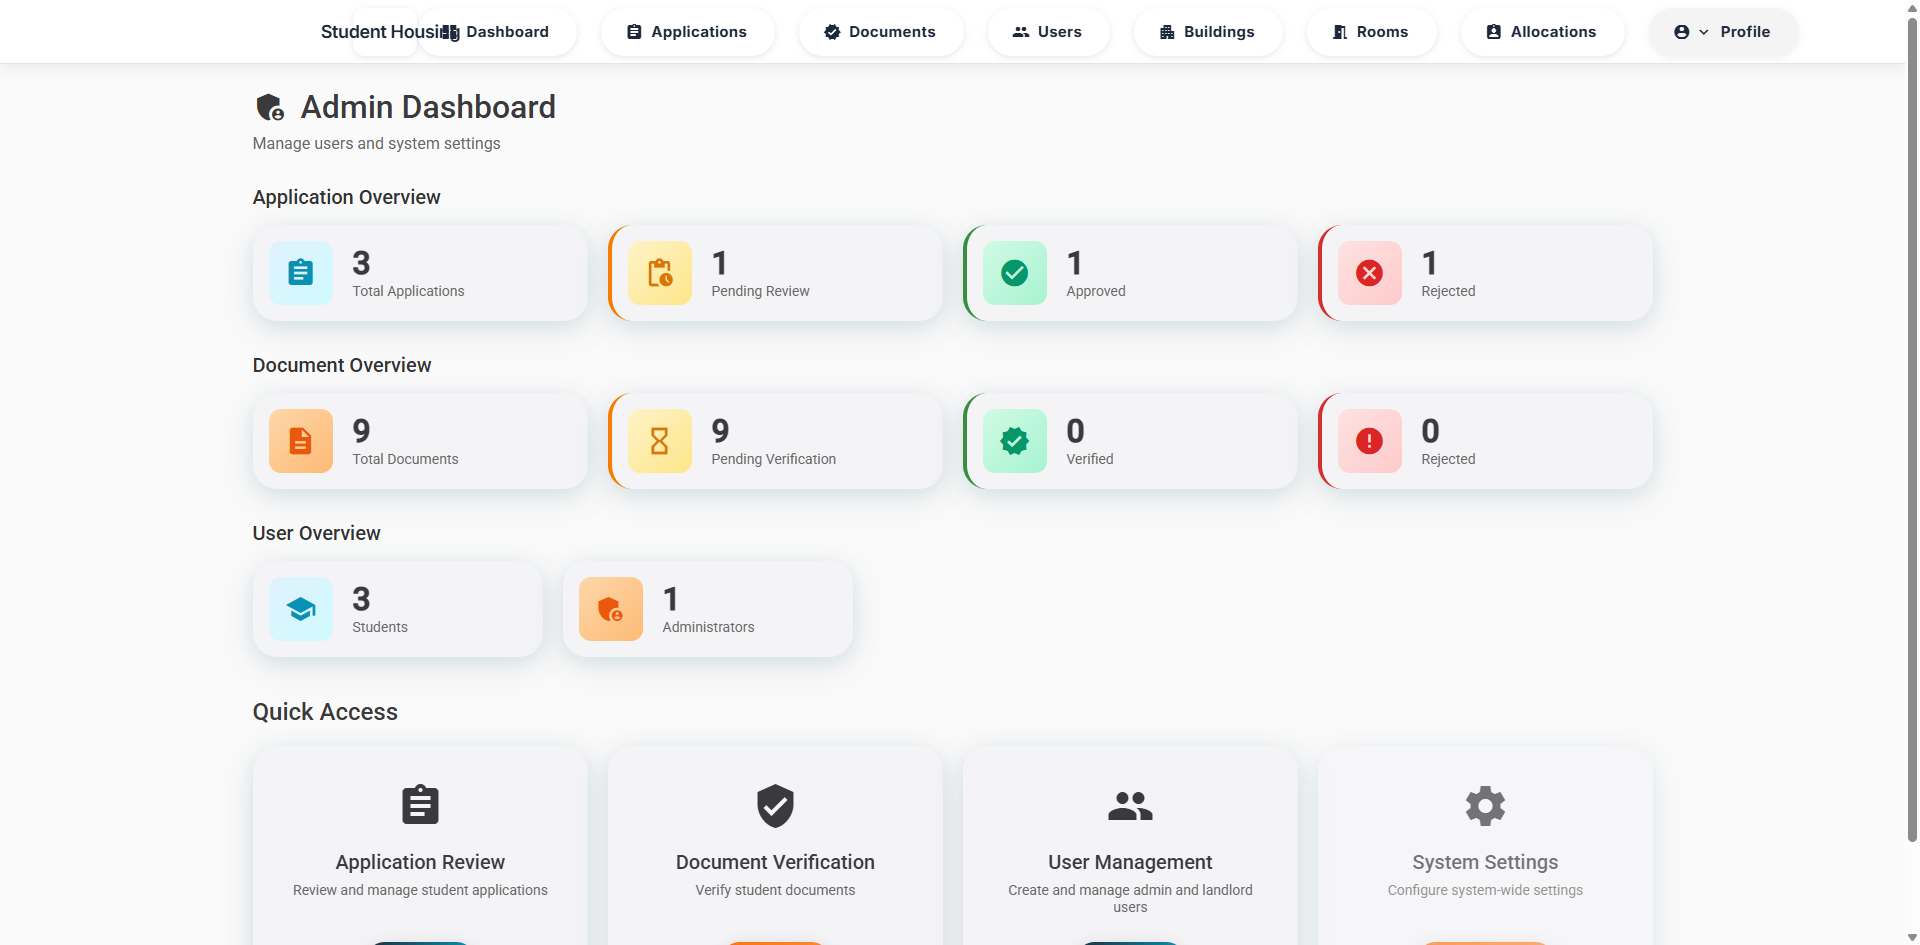 Student Housing
Dashboard
Applications
Documents
Users
Buildings
Rooms
Allocations
Profile
Admin Dashboard
Manage users and system settings
Application Overview
3
Total Applications
1
Pending Review
1
Approved
1
Rejected
Document Overview
9
Total Documents
9
Pending Verification
0
Verified
0
Rejected
User Overview
3
Students
1
Administrators
Quick Access
Application Review
Review and manage student applications
Document Verification
Verify student documents
User Management
Create and manage admin and landlord
users
System Settings
Configure system-wide settings